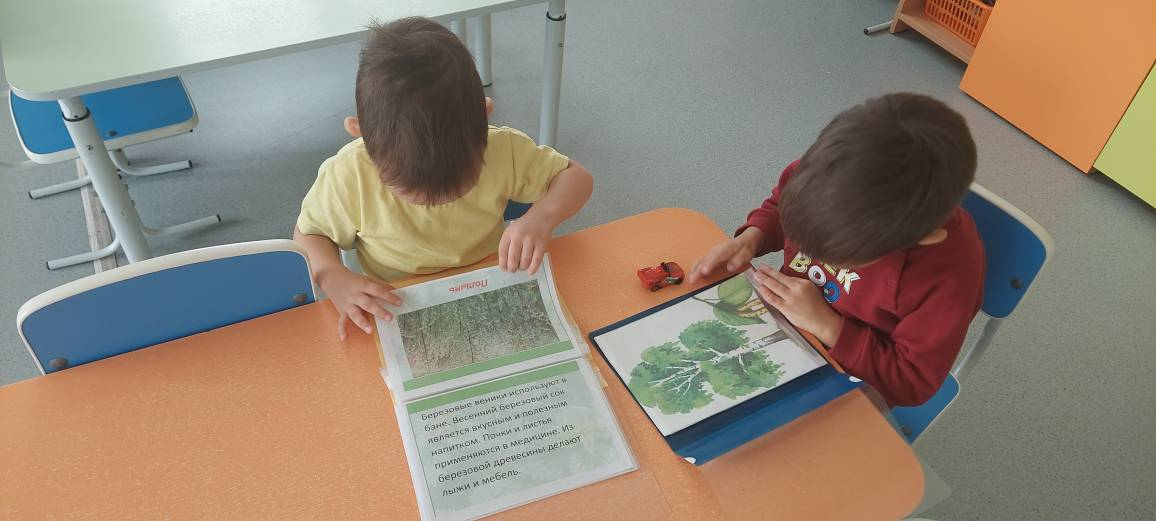 Полынь
Березовые веники используют в
бане. Весенний березовый сок
является вкусным и полезным
напитком. Почки и листья
применяются в медицине. Из
березовой древесины делают
лыжи и мебель.